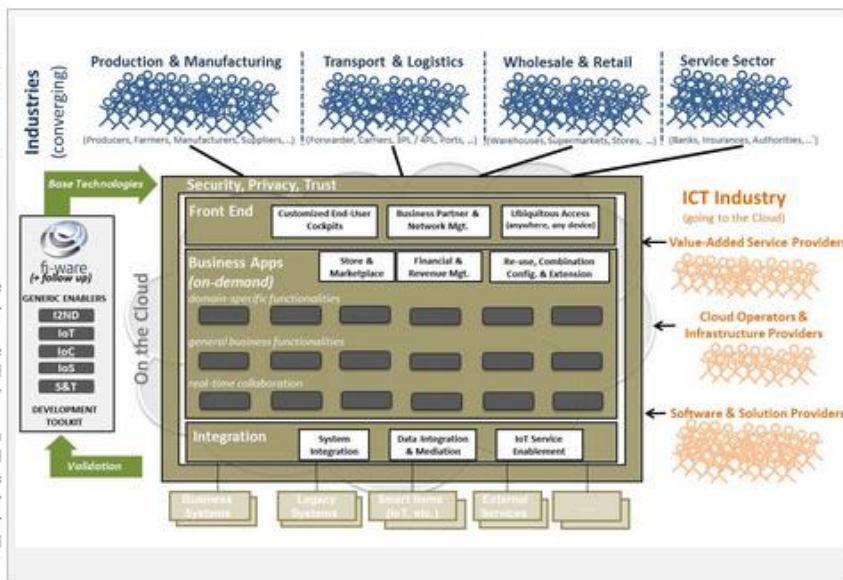 Industries
(converging)
Production & Manufacturing
(Producers, Farmers, Manufacturers, Suppliers, ...)
Transport & Logistics
(Forwarder, Carriers, 3PL / 4PL, Ports, ...)
Wholesale & Retail
(Warehouses, Supermarkets, Stores, ...)
Service Sector
(Banks, Insurances, Authorities, ...)
Base Technologies
fi-ware
(+ follow up)
GENERIC ENABLERS
I2ND
IoT
IoC
IoS
S&T
DEVELOPMENT
TOOLKIT
Validation
On the Cloud
Security, Privacy, Trust
Front End
Customized End-User
Cockpits
Business Partner &
Network Mgt.
Ubiquitous Access
(anywhere, any device)
Business Apps
(on-demand)
Store &
Marketplace
Financial &
Revenue Mgt.
Re-use, Combination
Config. & Extension
domain-specific functionalities
general business functionalities
real-time collaboration
Integration
System
Integration
Data Integration
& Mediation
IoT Service
Enablement
Business
Systems
Legacy
Systems
Smart Items
(IoT, etc.)
External
Services
....
ICT Industry
(going to the Cloud)
Value-Added Service Providers
Cloud Operators &
Infrastructure Providers
Software & Solution Providers